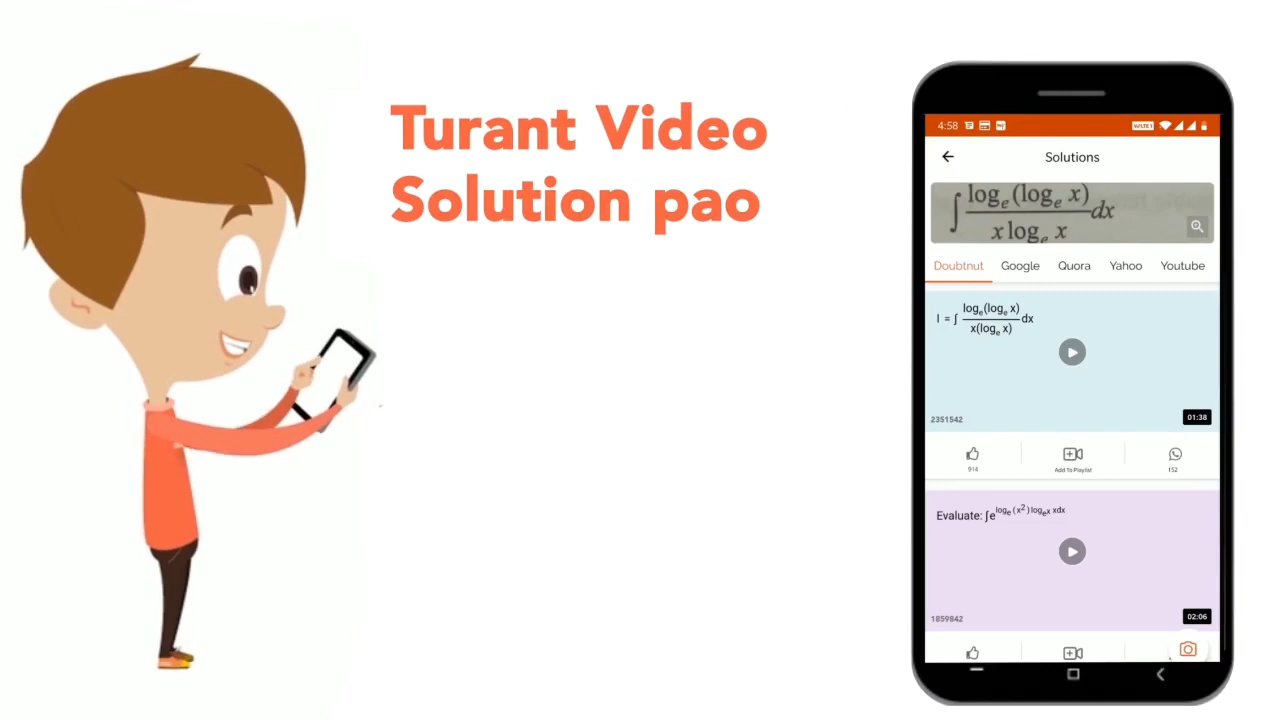 Turant Video
Solution pao
4:58
VoLTE
Solutions
∫ logₑ(logₑ x) / x logₑ x dx
Doubtnut Google Quora Yahoo Youtube
I = ∫ logₑ(logₑ x) / x(logₑ x) dx
2351542 01:38
914 Add To Playlist 152
Evaluate: ∫e^logₑ(x²)logₑx xdx
1859842 02:06